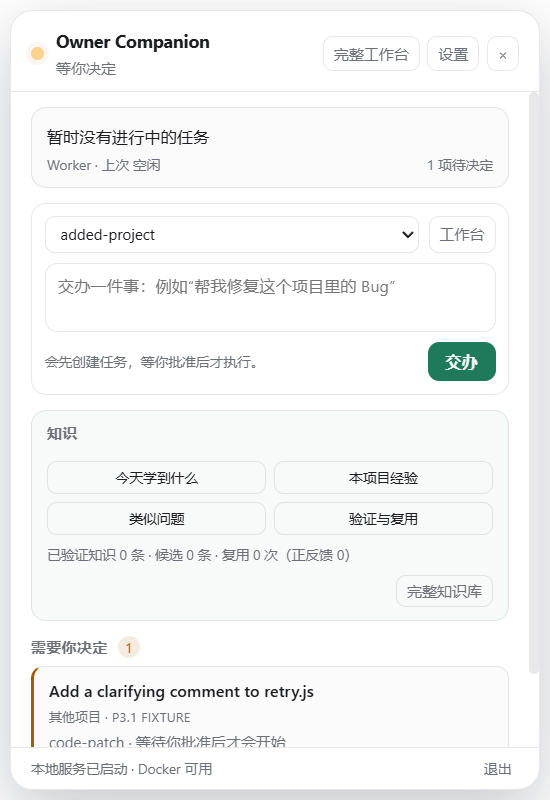 Owner Companion
等你决定
完整工作台
设置
×
暂时没有进行中的任务
Worker · 上次 空闲
1 项待决定
added-project
工作台
交办一件事：例如“帮我修复这个项目里的 Bug”
会先创建任务，等你批准后才执行。
交办
知识
今天学到什么
本项目经验
类似问题
验证与复用
已验证知识 0 条 · 候选 0 条 · 复用 0 次（正反馈 0）
完整知识库
需要你决定
1
Add a clarifying comment to retry.js
其他项目 · P3.1 FIXTURE
code-patch · 等待你批准后才会开始
本地服务已启动 · Docker 可用
退出